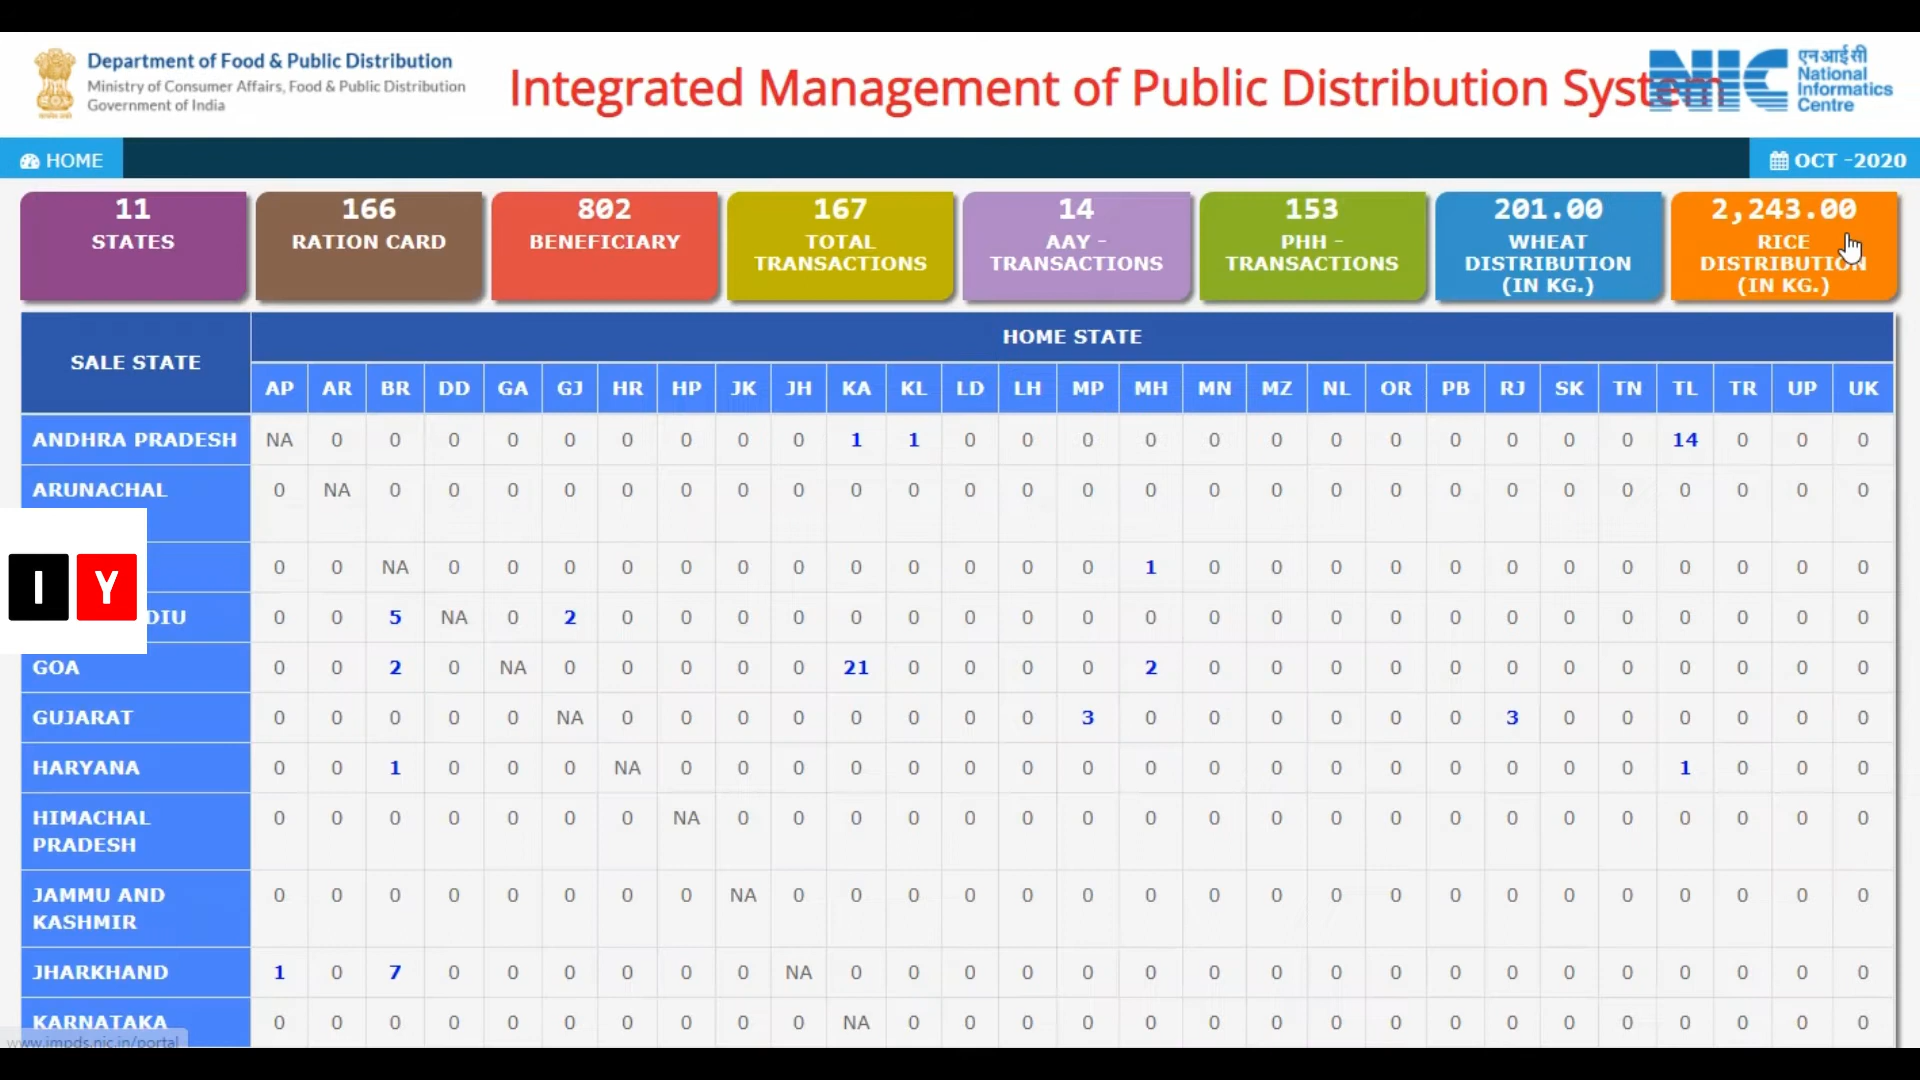 Department of Food & Public Distribution
Ministry of Consumer Affairs, Food & Public Distribution
Government of India
Integrated Management of Public Distribution System
NIC
एन आई सी
National
Informatics
Centre
HOME
OCT -2020
11
STATES
166
RATION CARD
802
BENEFICIARY
167
TOTAL
TRANSACTIONS
14
AAY -
TRANSACTIONS
153
PHH -
TRANSACTIONS
201.00
WHEAT
DISTRIBUTION
(IN KG.)
2,243.00
RICE
DISTRIBUTION
(IN KG.)
SALE STATE
HOME STATE
AP AR BR DD GA GJ HR HP JK JH KA KL LD LH MP MH MN MZ NL OR PB RJ SK TN TL TR UP UK
ANDHRA PRADESH NA 0 0 0 0 0 0 0 0 0 1 1 0 0 0 0 0 0 0 0 0 0 0 0 14 0 0 0
ARUNACHAL 0 NA 0 0 0 0 0 0 0 0 0 0 0 0 0 0 0 0 0 0 0 0 0 0 0 0 0 0
0 0 NA 0 0 0 0 0 0 0 0 0 0 0 0 1 0 0 0 0 0 0 0 0 0 0 0 0
DIU 0 0 5 NA 0 2 0 0 0 0 0 0 0 0 0 0 0 0 0 0 0 0 0 0 0 0 0 0
I Y
GOA 0 0 2 0 NA 0 0 0 0 0 21 0 0 0 0 2 0 0 0 0 0 0 0 0 0 0 0 0
GUJARAT 0 0 0 0 0 NA 0 0 0 0 0 0 0 0 3 0 0 0 0 0 0 3 0 0 0 0 0 0
HARYANA 0 0 1 0 0 0 NA 0 0 0 0 0 0 0 0 0 0 0 0 0 0 0 0 0 1 0 0 0
HIMACHAL 0 0 0 0 0 0 0 NA 0 0 0 0 0 0 0 0 0 0 0 0 0 0 0 0 0 0 0 0
PRADESH
JAMMU AND 0 0 0 0 0 0 0 0 NA 0 0 0 0 0 0 0 0 0 0 0 0 0 0 0 0 0 0 0
KASHMIR
JHARKHAND 1 0 7 0 0 0 0 0 0 NA 0 0 0 0 0 0 0 0 0 0 0 0 0 0 0 0 0 0
KARNATAKA 0 0 0 0 0 0 0 0 0 0 NA 0 0 0 0 0 0 0 0 0 0 0 0 0 0 0 0 0
www.impds.nic.in/portal